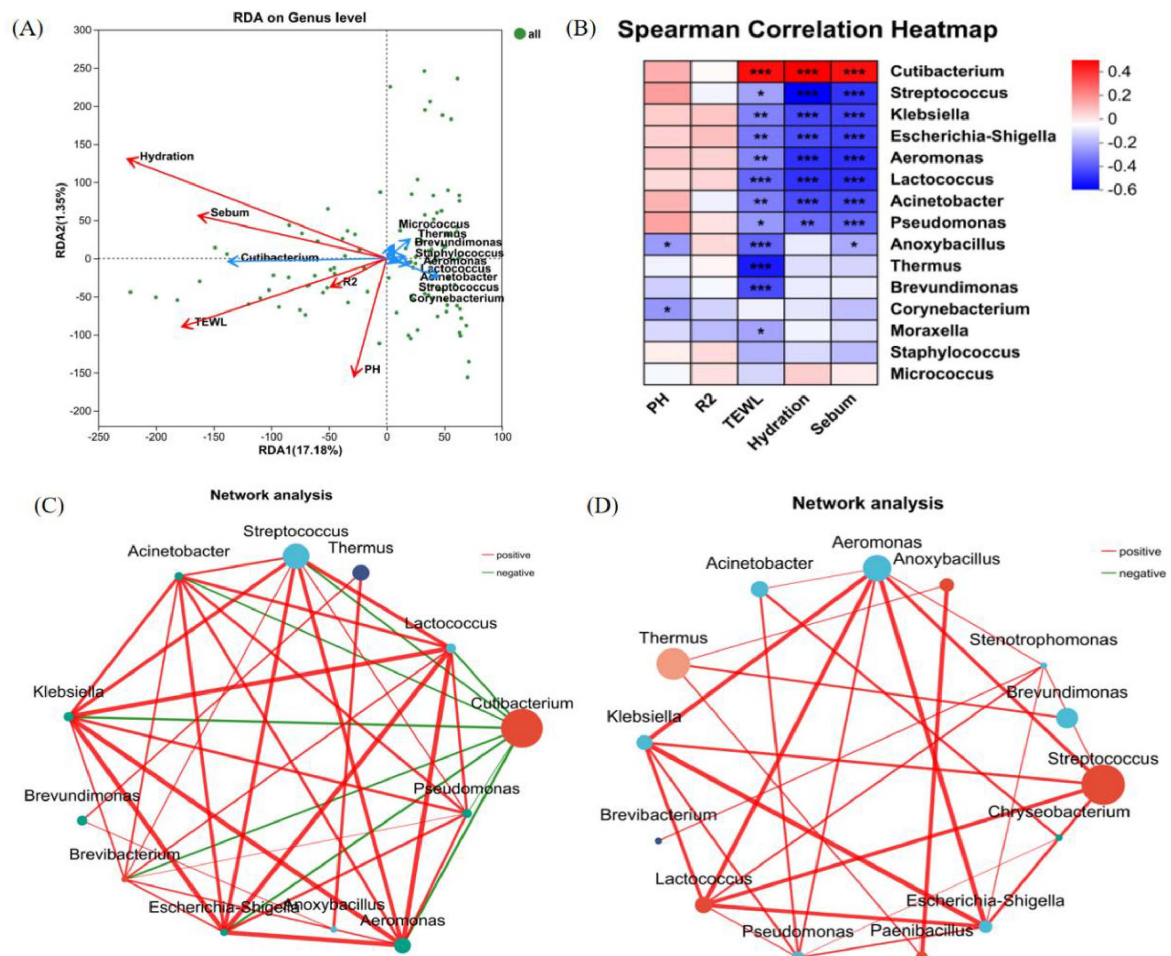 (A)
RDA on Genus level
all
300
250
200
150
100
50
0
-50
-100
-150
-200
RDA2(1.35%)
Hydration
Sebum
Cutibacterium
TEWL
R2
PH
Micrococcus
Thermus
Brevundimonas
Staphylococcus
Aeromonas
Lactococcus
Acinetobacter
Streptococcus
Corynebacterium
-250 -200 -150 -100 -50 0 50 100
RDA1(17.18%)
(B) Spearman Correlation Heatmap
*** *** *** Cutibacterium
* *** *** Streptococcus
** *** *** Klebsiella
** *** *** Escherichia-Shigella
** *** *** Aeromonas
*** *** *** Lactococcus
** *** *** Acinetobacter
* ** *** Pseudomonas
* *** * Anoxybacillus
*** Thermus
*** Brevundimonas
* Corynebacterium
* Moraxella
Staphylococcus
Micrococcus
PH R2 TEWL Hydration Sebum
0.4
0.2
0
-0.2
-0.4
-0.6
(C)
Network analysis
positive
negative
Streptococcus
Thermus
Acinetobacter
Lactococcus
Klebsiella
Cutibacterium
Pseudomonas
Brevundimonas
Brevibacterium
Escherichia-Shigella
Anoxybacillus
Aeromonas
(D)
Network analysis
positive
negative
Aeromonas
Anoxybacillus
Acinetobacter
Stenotrophomonas
Thermus
Brevundimonas
Klebsiella
Streptococcus
Chryseobacterium
Brevibacterium
Lactococcus
Escherichia-Shigella
Pseudomonas
Paenibacillus